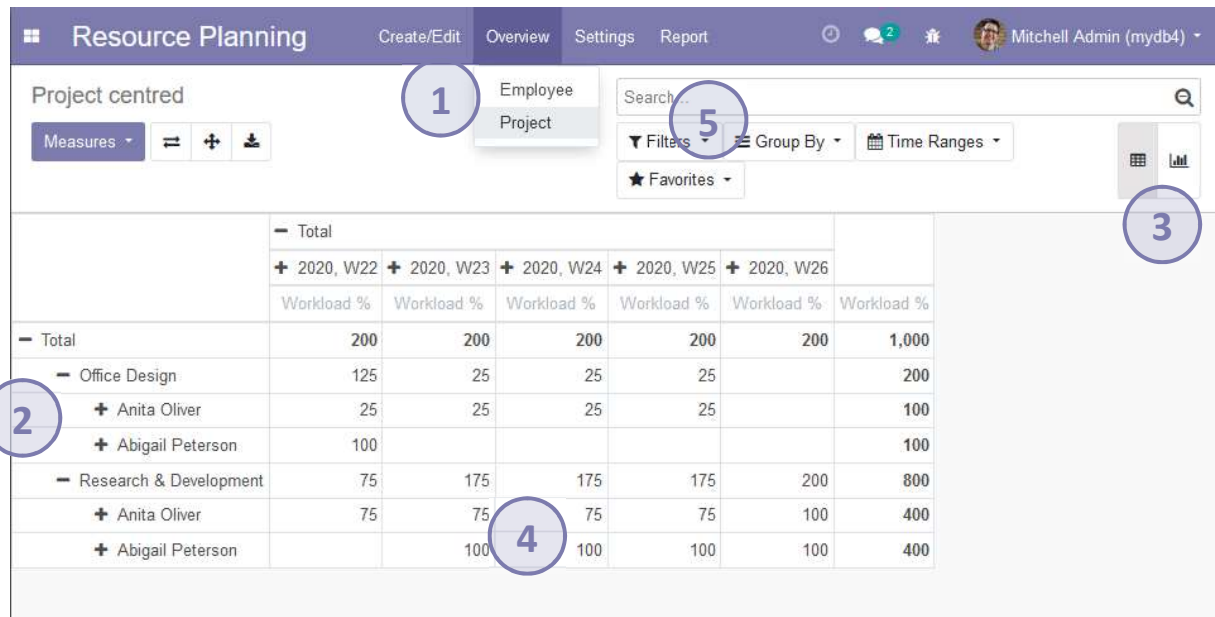 Resource Planning Create/Edit Overview Settings Report 2 Mitchell Admin (mydb4)
Project centred
1
Employee
Project
Search...
5
Measures
Filters Group By Time Ranges
Favorites
3
Total
2020, W22 2020, W23 2020, W24 2020, W25 2020, W26
Workload % Workload % Workload % Workload % Workload % Workload %
Total 200 200 200 200 200 1,000
Office Design 125 25 25 25 200
2
Anita Oliver 25 25 25 25 100
Abigail Peterson 100 100
Research & Development 75 175 175 175 200 800
Anita Oliver 75 75 75 75 100 400
4
Abigail Peterson 100 100 100 100 400